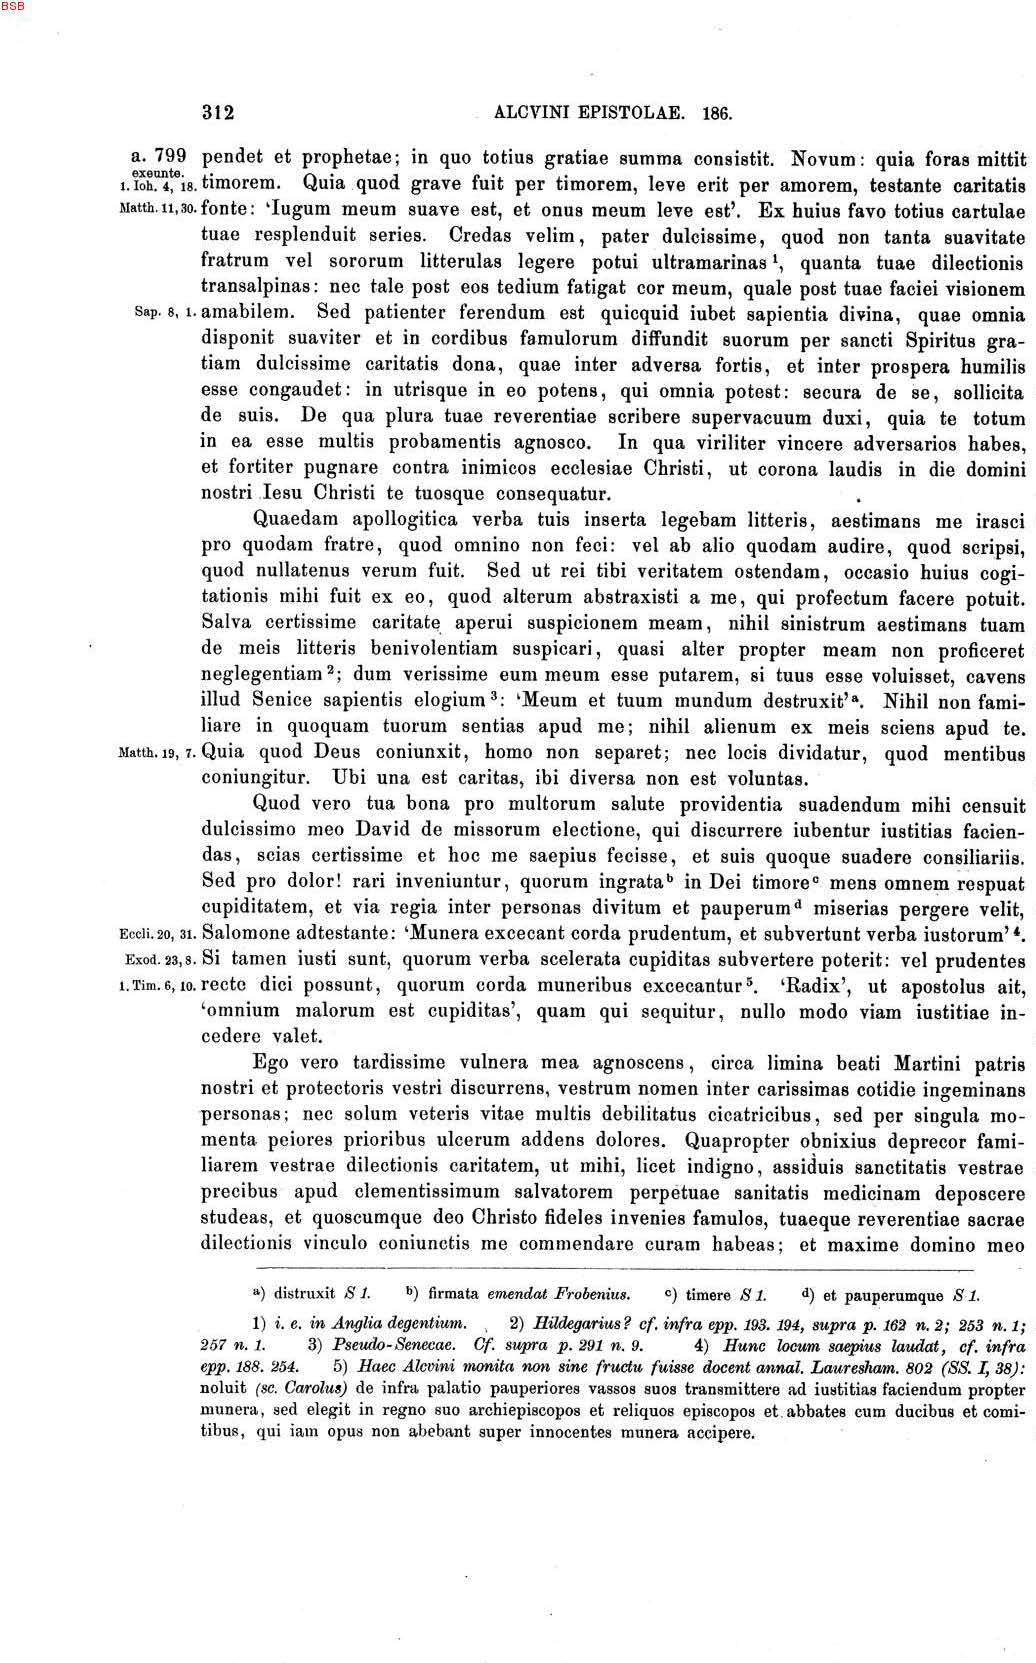 BSB
312 ALCVINI EPISTOLAE. 186.
a. 799 pendet et prophetae; in quo totius gratiae summa consistit. Novum: quia foras mittit
exeunte.
1. Ioh. 4, 18. timorem. Quia quod grave fuit per timorem, leve erit per amorem, testante caritatis
Matth. 11, 30. fonte: ‘Iugum meum suave est, et onus meum leve est’. Ex huius favo totius cartulae
tuae resplenduit series. Credas velim, pater dulcissime, quod non tanta suavitate
fratrum vel sororum litterulas legere potui ultramarinas ¹, quanta tuae dilectionis
transalpinas: nec tale post eos tedium fatigat cor meum, quale post tuae faciei visionem
Sap. 8, 1. amabilem. Sed patienter ferendum est quicquid iubet sapientia divina, quae omnia
disponit suaviter et in cordibus famulorum diffundit suorum per sancti Spiritus gra-
tiam dulcissime caritatis dona, quae inter adversa fortis, et inter prospera humilis
esse congaudet: in utrisque in eo potens, qui omnia potest: secura de se, sollicita
de suis. De qua plura tuae reverentiae scribere supervacuum duxi, quia te totum
in ea esse multis probamentis agnosco. In qua viriliter vincere adversarios habes,
et fortiter pugnare contra inimicos ecclesiae Christi, ut corona laudis in die domini
nostri Iesu Christi te tuosque consequatur.
Quaedam apollogitica verba tuis inserta legebam litteris, aestimans me irasci
pro quodam fratre, quod omnino non feci: vel ab alio quodam audire, quod scripsi,
quod nullatenus verum fuit. Sed ut rei tibi veritatem ostendam, occasio huius cogi-
tationis mihi fuit ex eo, quod alterum abstraxisti a me, qui profectum facere potuit.
Salva certissime caritate aperui suspicionem meam, nihil sinistrum aestimans tuam
de meis litteris benivolentiam suspicari, quasi alter propter meam non proficeret
neglegentiam ²; dum verissime eum meum esse putarem, si tuus esse voluisset, cavens
illud Senice sapientis elogium ³: ‘Meum et tuum mundum destruxit’ᵃ. Nihil non fami-
liare in quoquam tuorum sentias apud me; nihil alienum ex meis sciens apud te.
Matth. 19, 7. Quia quod Deus coniunxit, homo non separet; nec locis dividatur, quod mentibus
coniungitur. Ubi una est caritas, ibi diversa non est voluntas.
Quod vero tua bona pro multorum salute providentia suadendum mihi censuit
dulcissimo meo David de missorum electione, qui discurrere iubentur iustitias facien-
das, scias certissime et hoc me saepius fecisse, et suis quoque suadere consiliariis.
Sed pro dolor! rari inveniuntur, quorum ingrataᵇ in Dei timoreᶜ mens omnem respuat
cupiditatem, et via regia inter personas divitum et pauperumᵈ miserias pergere velit,
Eccli. 20, 31. Salomone adtestante: ‘Munera excecant corda prudentum, et subvertunt verba iustorum’ ⁴.
Exod. 23, 8. Si tamen iusti sunt, quorum verba scelerata cupiditas subvertere poterit: vel prudentes
1. Tim. 6, 10. recte dici possunt, quorum corda muneribus excecantur ⁵. ‘Radix’, ut apostolus ait,
‘omnium malorum est cupiditas’, quam qui sequitur, nullo modo viam iustitiae in-
cedere valet.
Ego vero tardissime vulnera mea agnoscens, circa limina beati Martini patris
nostri et protectoris vestri discurrens, vestrum nomen inter carissimas cotidie ingeminans
personas; nec solum veteris vitae multis debilitatus cicatricibus, sed per singula mo-
menta peiores prioribus ulcerum addens dolores. Quapropter obnixius deprecor fami-
liarem vestrae dilectionis caritatem, ut mihi, licet indigno, assiduis sanctitatis vestrae
precibus apud clementissimum salvatorem perpetuae sanitatis medicinam deposcere
studeas, et quoscumque deo Christo fideles invenies famulos, tuaeque reverentiae sacrae
dilectionis vinculo coniunctis me commendare curam habeas; et maxime domino meo
ᵃ) distruxit S 1. ᵇ) firmata emendat Frobenius. ᶜ) timere S 1. ᵈ) et pauperumque S 1.
1) i. e. in Anglia degentium. 2) Hildegarius? cf. infra epp. 193. 194, supra p. 162 n. 2; 253 n. 1;
257 n. 1. 3) Pseudo-Senecae. Cf. supra p. 291 n. 9. 4) Hunc locum saepius laudat, cf. infra
epp. 188. 254. 5) Haec Alcvini monita non sine fructu fuisse docent annal. Lauresham. 802 (SS. I, 38):
noluit (sc. Carolus) de infra palatio pauperiores vassos suos transmittere ad iustitias faciendum propter
munera, sed elegit in regno suo archiepiscopos et reliquos episcopos et abbates cum ducibus et comi-
tibus, qui iam opus non abebant super innocentes munera accipere.